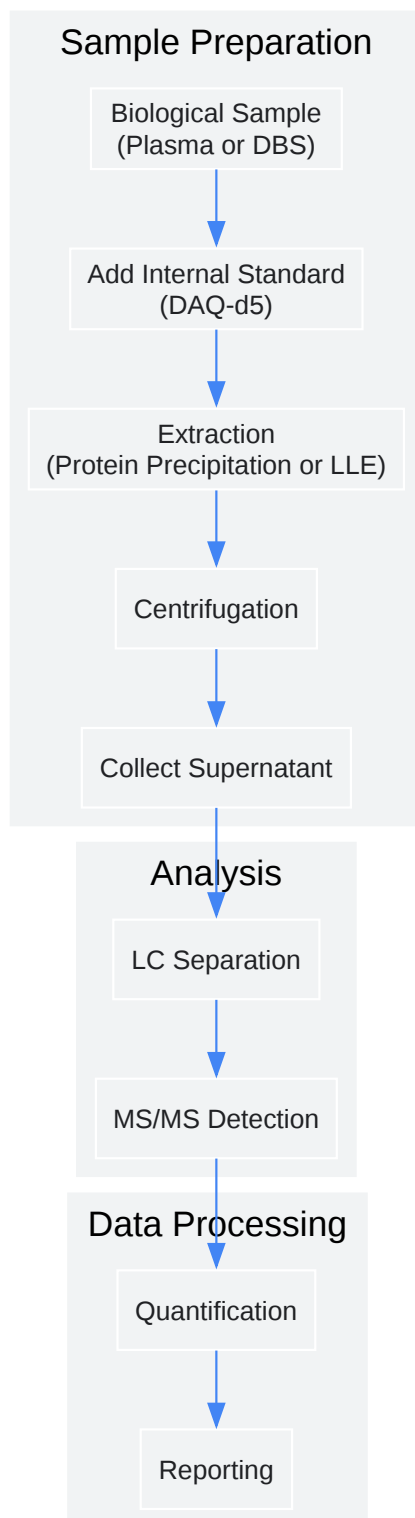 Sample Preparation
Biological Sample
(Plasma or DBS)
Add Internal Standard
(DAQ-d5)
Extraction
(Protein Precipitation or LLE)
Centrifugation
Collect Supernatant
Analysis
LC Separation
MS/MS Detection
Data Processing
Quantification
Reporting